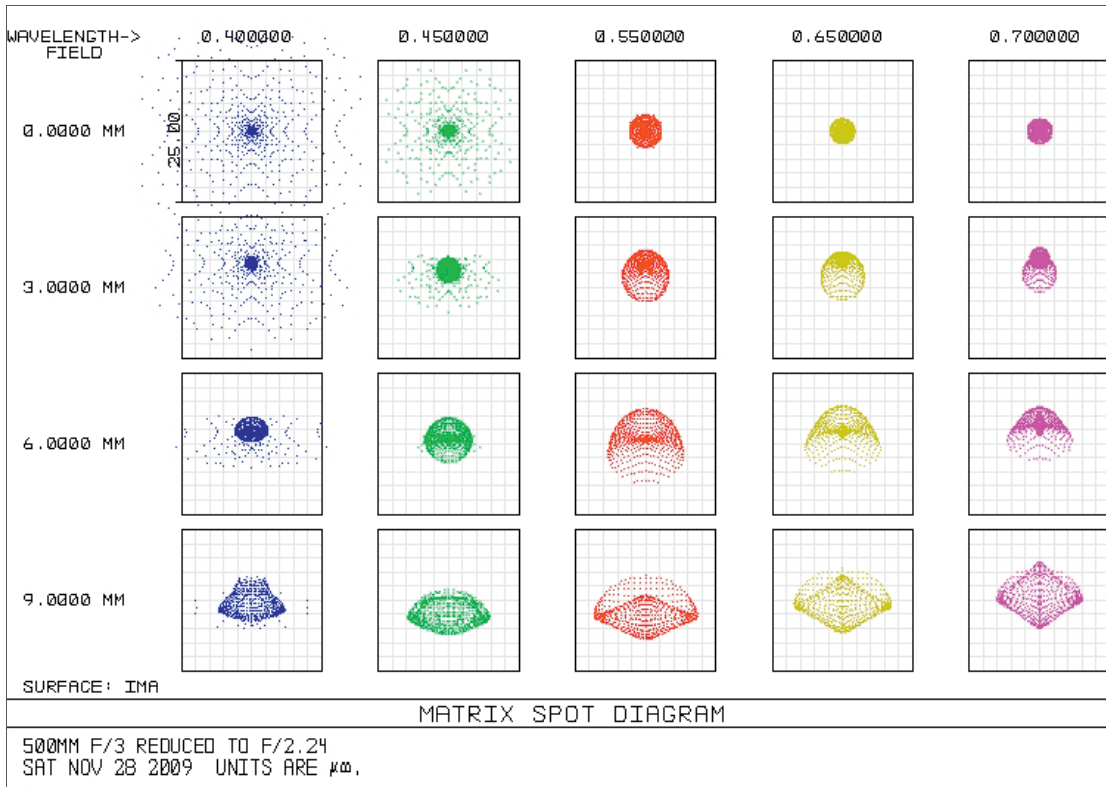 WAVELENGTH-> 0.400000 0.450000 0.550000 0.650000 0.700000
FIELD
0.0000 MM
25.00
3.0000 MM
6.0000 MM
9.0000 MM
SURFACE: IMA
MATRIX SPOT DIAGRAM
500MM F/3 REDUCED TO F/2.24
SAT NOV 28 2009 UNITS ARE µm.